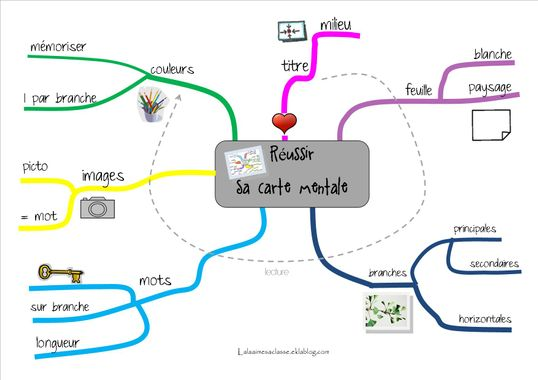 Réussir
Sa carte mentale
milieu
titre
feuille
blanche
paysage
branches
principales
secondaires
horizontales
mots
sur branche
longueur
images
picto
= mot
couleurs
mémoriser
1 par branche
lecture
Lalaaimesaclasse.eklablog.com